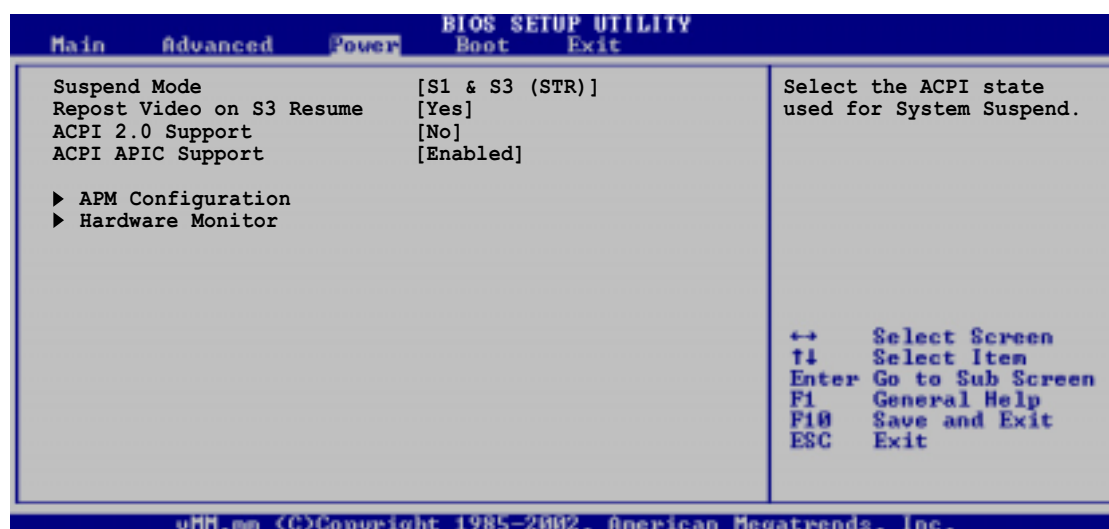 BIOS SETUP UTILITY
Main Advanced Power Boot Exit
Suspend Mode [S1 & S3 (STR)]
Repost Video on S3 Resume [Yes]
ACPI 2.0 Support [No]
ACPI APIC Support [Enabled]
▶ APM Configuration
▶ Hardware Monitor
Select the ACPI state
used for System Suspend.
←→ Select Screen
↑↓ Select Item
Enter Go to Sub Screen
F1 General Help
F10 Save and Exit
ESC Exit
vMM.mm (C)Copyright 1985-2002, American Megatrends, Inc.